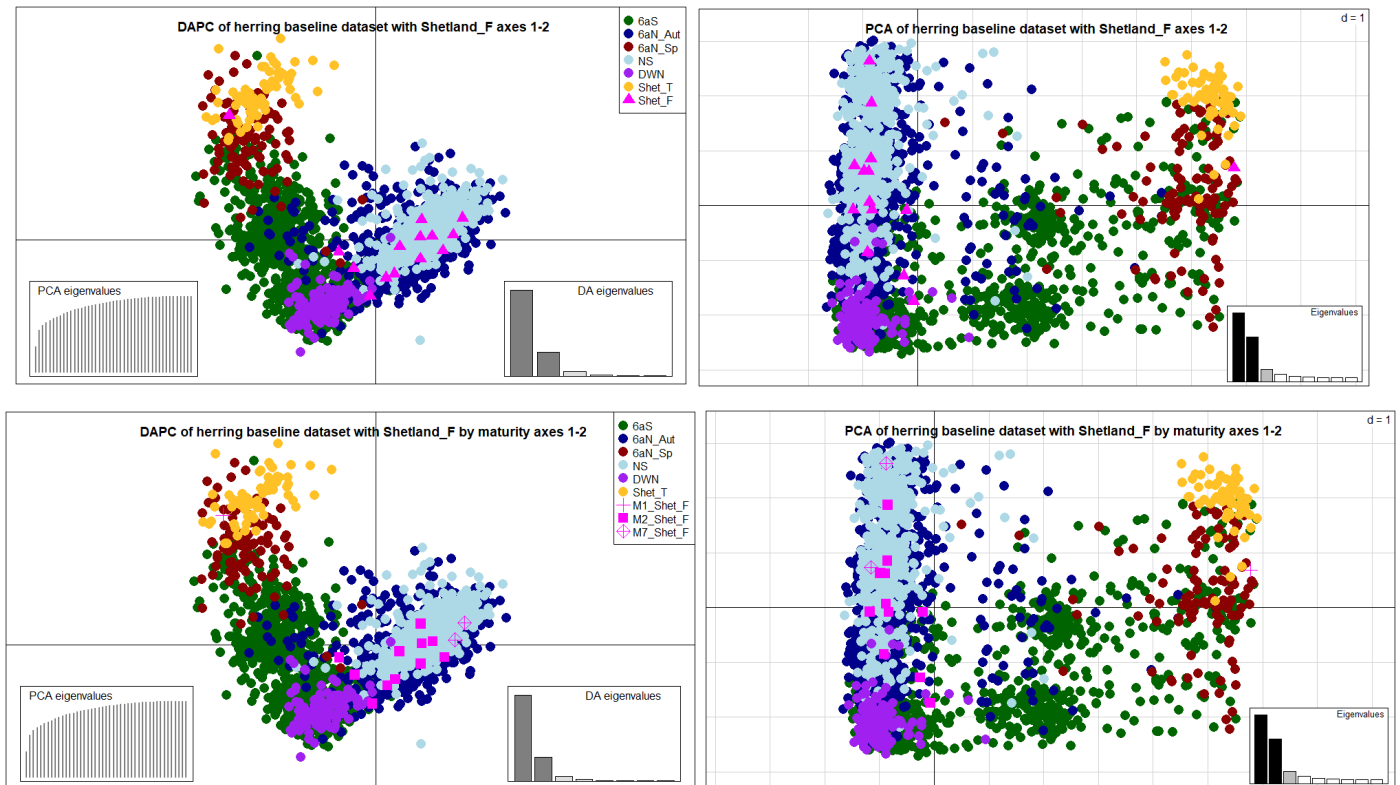 DAPC of herring baseline dataset with Shetland_F axes 1-2
6aS
6aN_Aut
6aN_Sp
NS
DWN
Shet_T
Shet_F
PCA eigenvalues
DA eigenvalues
PCA of herring baseline dataset with Shetland_F axes 1-2
d = 1
Eigenvalues
DAPC of herring baseline dataset with Shetland_F by maturity axes 1-2
6aS
6aN_Aut
6aN_Sp
NS
DWN
Shet_T
M1_Shet_F
M2_Shet_F
M7_Shet_F
PCA eigenvalues
DA eigenvalues
PCA of herring baseline dataset with Shetland_F by maturity axes 1-2
d = 1
Eigenvalues